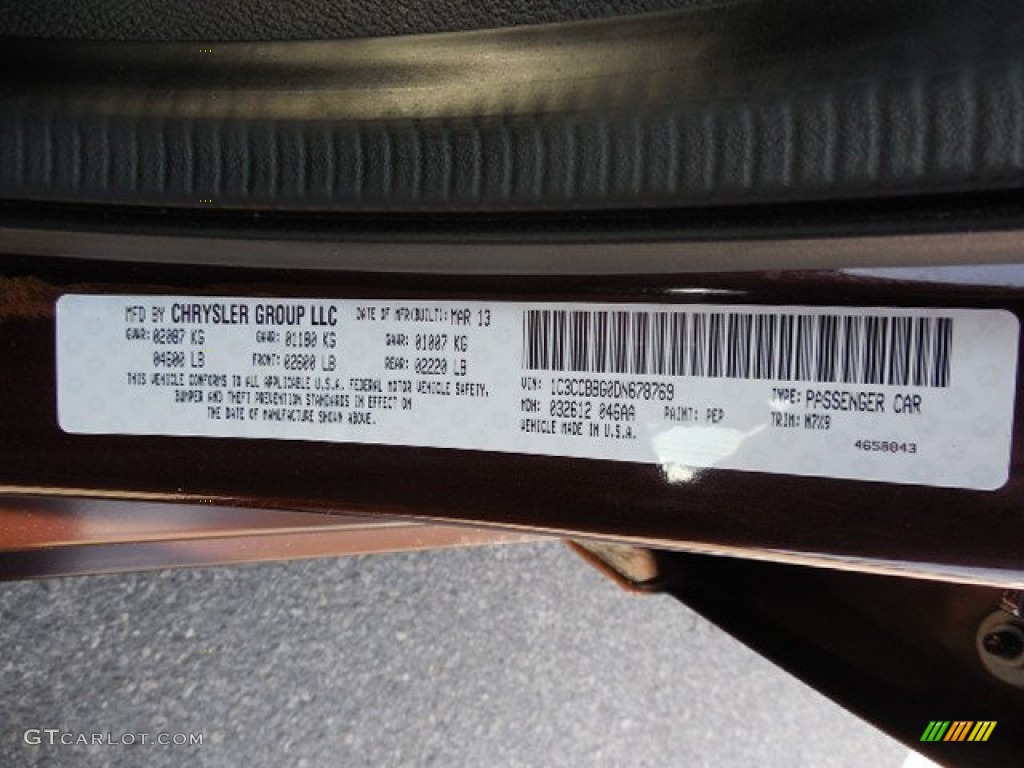 MFD BY CHRYSLER GROUP LLC DATE OF MFR(BUILT): MAR 13
GVWR: 02087 KG GAWR: 01180 KG GAWR: 01007 KG
04600 LB FRONT: 02600 LB REAR: 02220 LB
THIS VEHICLE CONFORMS TO ALL APPLICABLE U.S.A. FEDERAL MOTOR VEHICLE SAFETY,
BUMPER AND THEFT PREVENTION STANDARDS IN EFFECT ON
THE DATE OF MANUFACTURE SHOWN ABOVE.
VIN: 1C3CCBBG0DN678769 TYPE: PASSENGER CAR
MDH: 032612 046AA PAINT: PEP TRIM: M7X9
VEHICLE MADE IN U.S.A.
4658043
GTCARLOT.COM